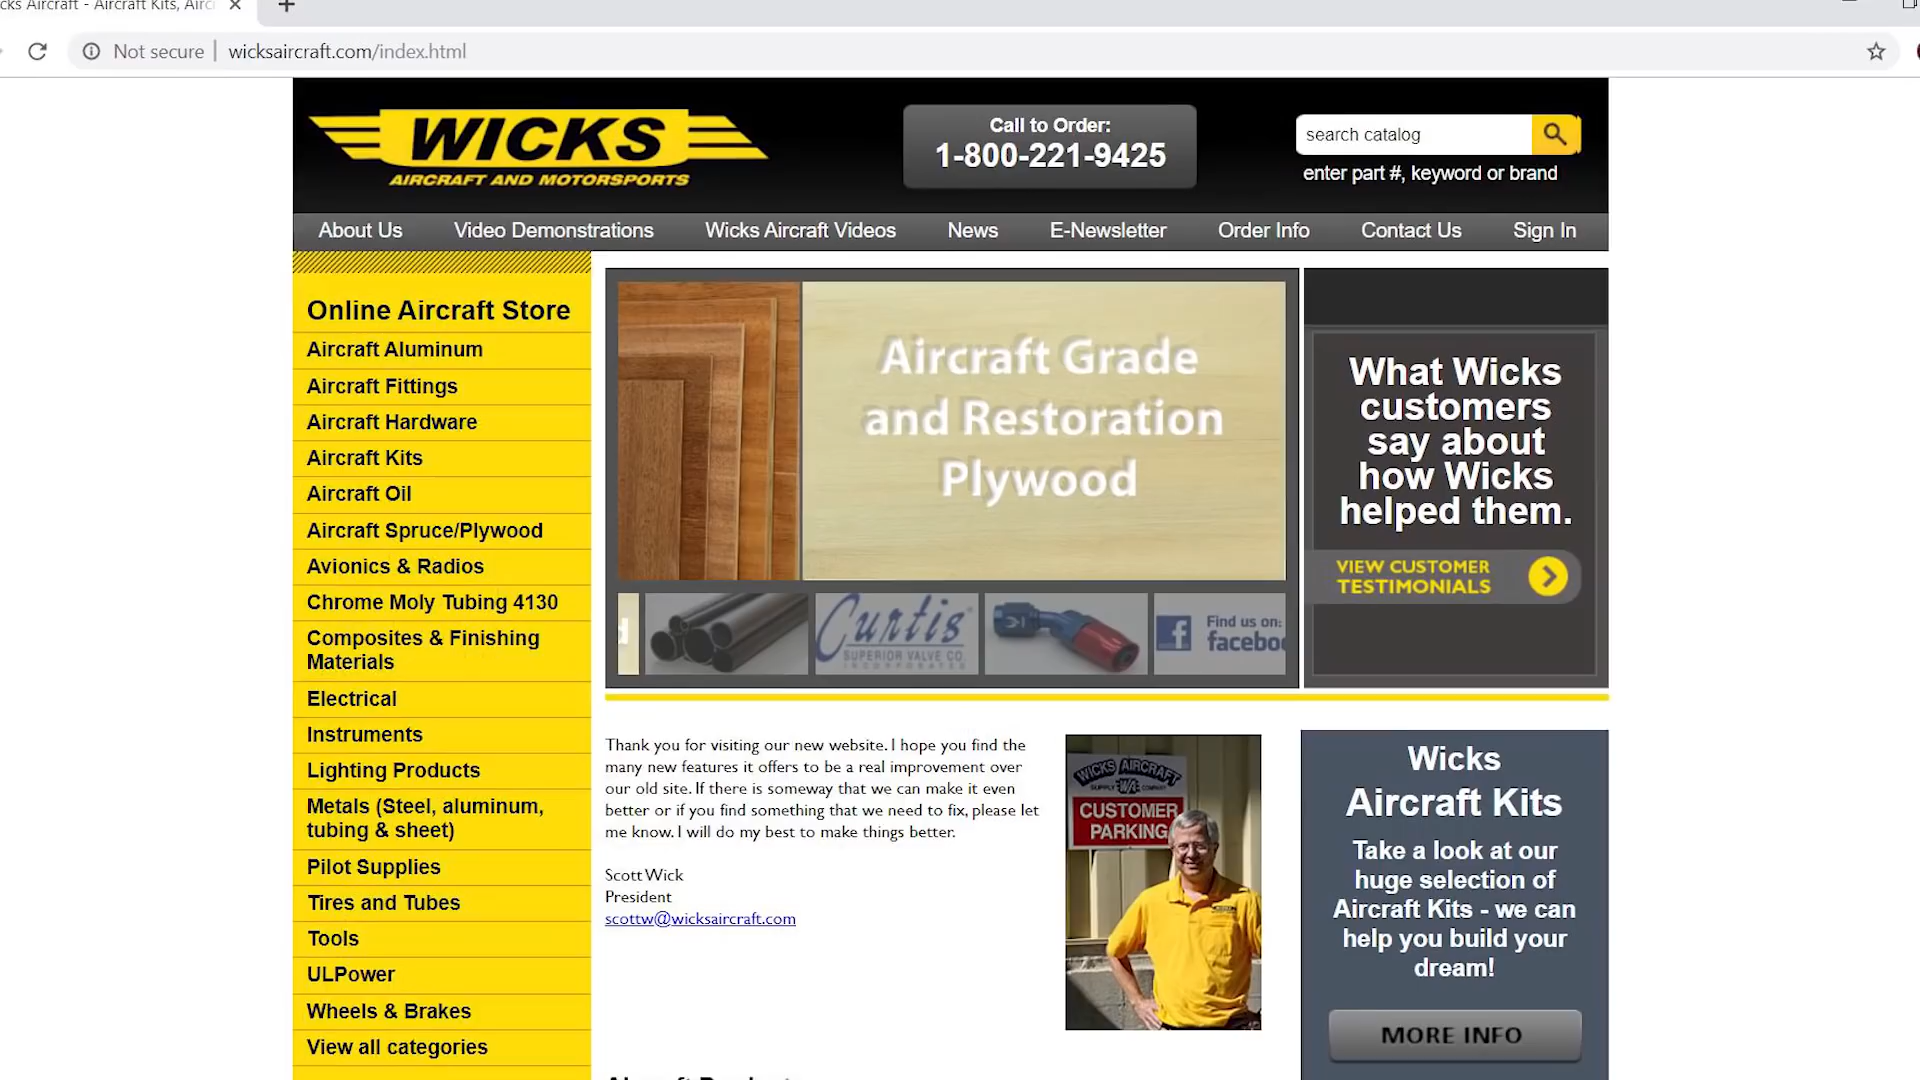 cks Aircraft - Aircraft Kits, Airc
Not secure | wicksaircraft.com/index.html
WICKS
AIRCRAFT AND MOTORSPORTS
Call to Order:
1-800-221-9425
search catalog
enter part #, keyword or brand
About Us Video Demonstrations Wicks Aircraft Videos News E-Newsletter Order Info Contact Us Sign In
Online Aircraft Store
Aircraft Aluminum
Aircraft Fittings
Aircraft Hardware
Aircraft Kits
Aircraft Oil
Aircraft Spruce/Plywood
Avionics & Radios
Chrome Moly Tubing 4130
Composites & Finishing
Materials
Electrical
Instruments
Lighting Products
Metals (Steel, aluminum,
tubing & sheet)
Pilot Supplies
Tires and Tubes
Tools
ULPower
Wheels & Brakes
View all categories
Aircraft Grade
and Restoration
Plywood
d
Curtis
SUPERIOR VALVE CO.
INCORPORATED
Find us on:
facebo
What Wicks
customers
say about
how Wicks
helped them.
VIEW CUSTOMER
TESTIMONIALS
Thank you for visiting our new website. I hope you find the
many new features it offers to be a real improvement over
our old site. If there is someway that we can make it even
better or if you find something that we need to fix, please let
me know. I will do my best to make things better.
Scott Wick
President
scottw@wicksaircraft.com
WICKS AIRCRAFT
SUPPLY COMPANY
CUSTOMER
PARKING
Wicks
Aircraft Kits
Take a look at our
huge selection of
Aircraft Kits - we can
help you build your
dream!
MORE INFO